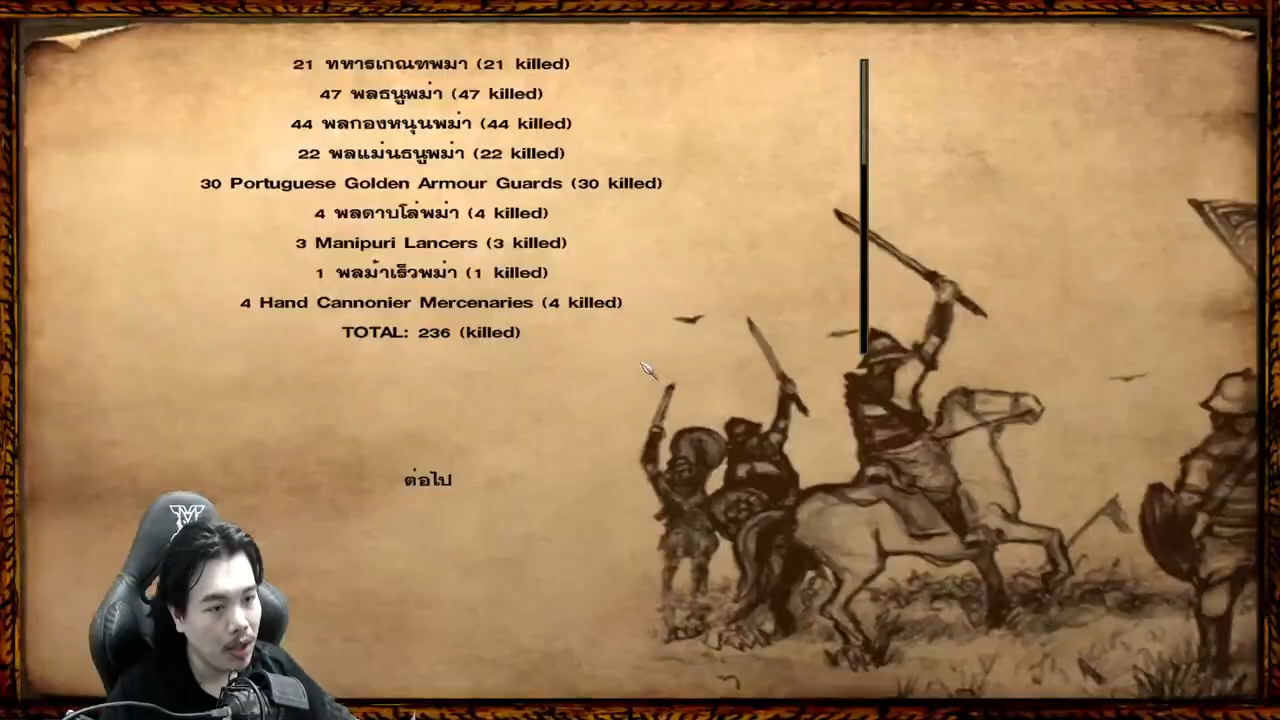 21 ทหารเกณฑพมา (21 killed)
47 พลธนูพม่า (47 killed)
44 พลกองหนุนพม่า (44 killed)
22 พลแม่นธนูพม่า (22 killed)
30 Portuguese Golden Armour Guards (30 killed)
4 พลดาบโล่พม่า (4 killed)
3 Manipuri Lancers (3 killed)
1 พลม้าเร็วพม่า (1 killed)
4 Hand Cannonier Mercenaries (4 killed)
TOTAL: 236 (killed)
ต่อไป